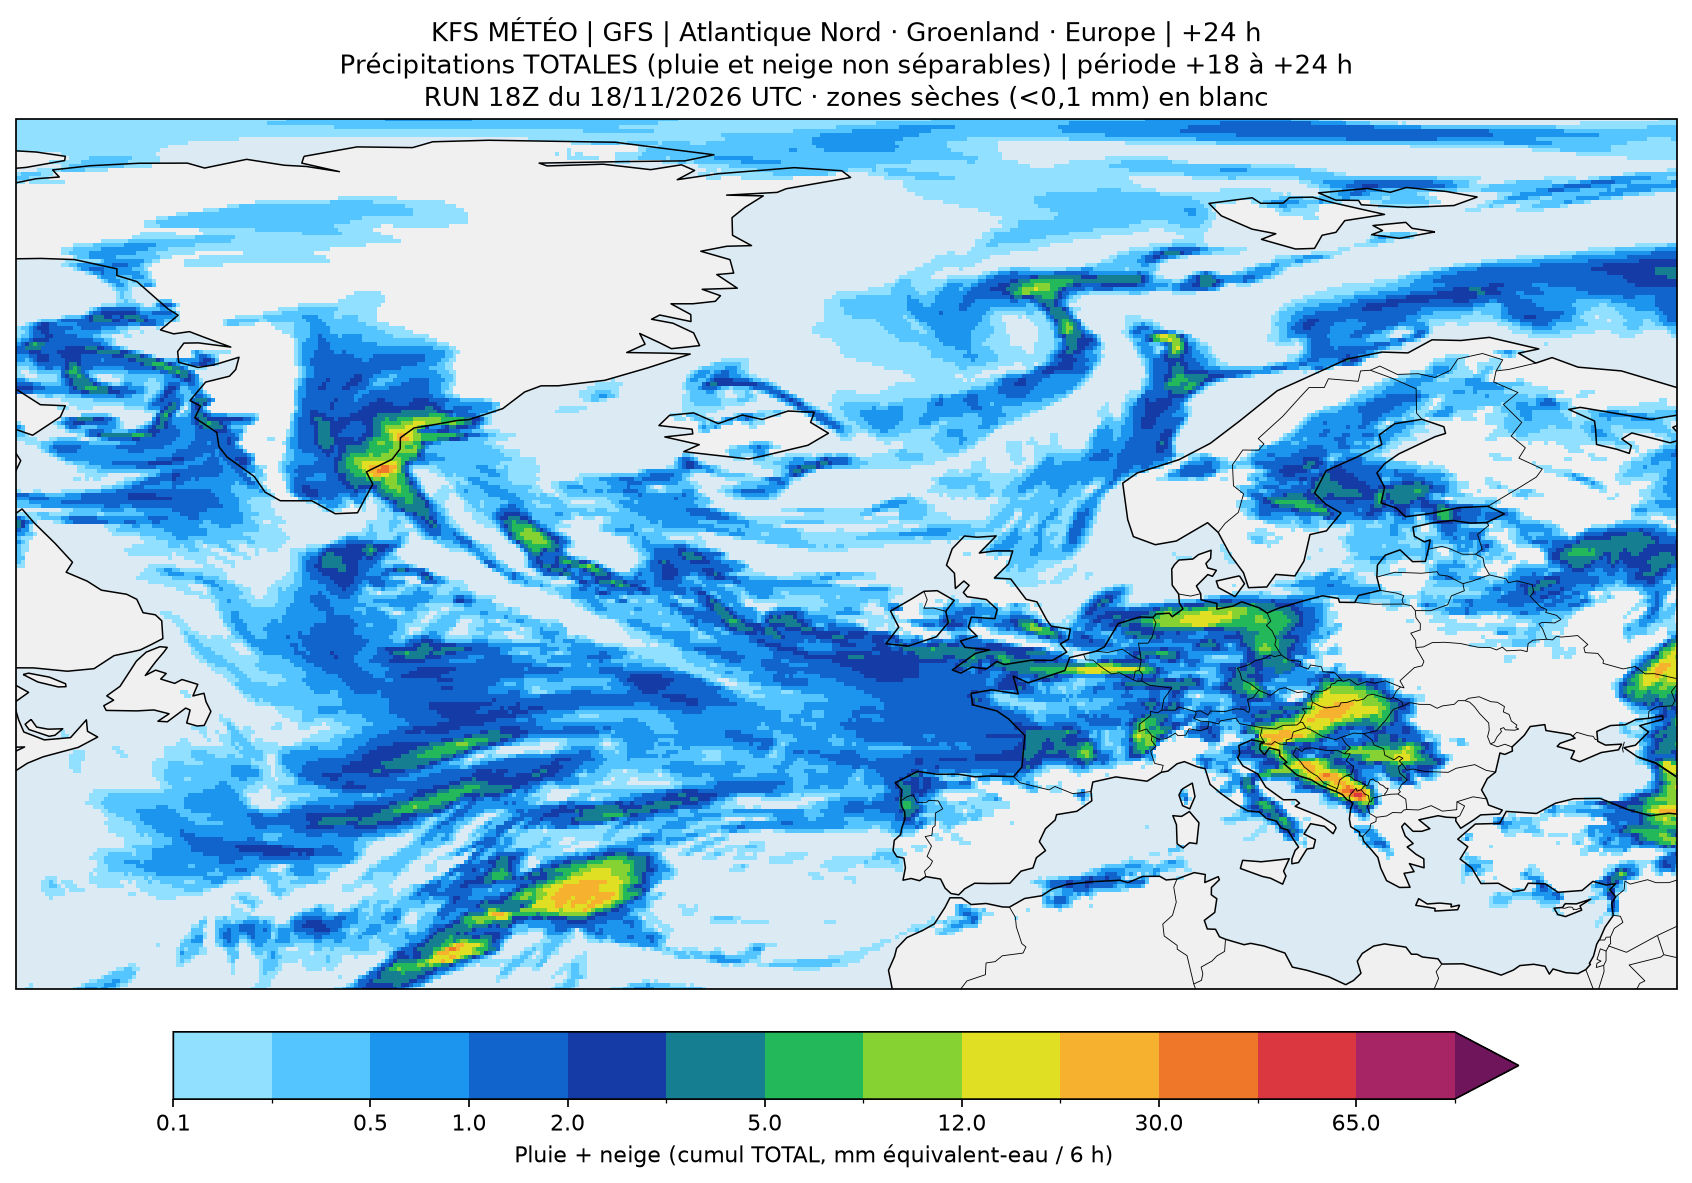 KFS MÉTÉO | GFS | Atlantique Nord · Groenland · Europe | +24 h
Précipitations TOTALES (pluie et neige non séparables) | période +18 à +24 h
RUN 18Z du 18/11/2026 UTC · zones sèches (<0,1 mm) en blanc
0.1 0.5 1.0 2.0 5.0 12.0 30.0 65.0
Pluie + neige (cumul TOTAL, mm équivalent-eau / 6 h)